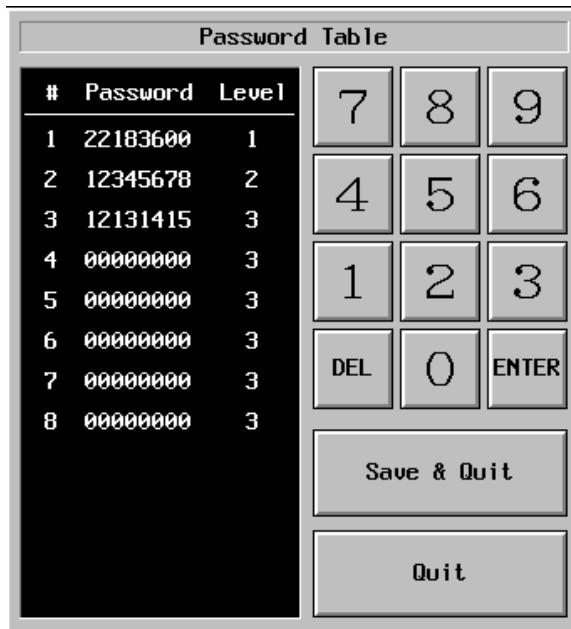 Password Table
# Password Level
1 22183600 1
2 12345678 2
3 12131415 3
4 00000000 3
5 00000000 3
6 00000000 3
7 00000000 3
8 00000000 3
7 8 9
4 5 6
1 2 3
DEL 0 ENTER
Save & Quit
Quit